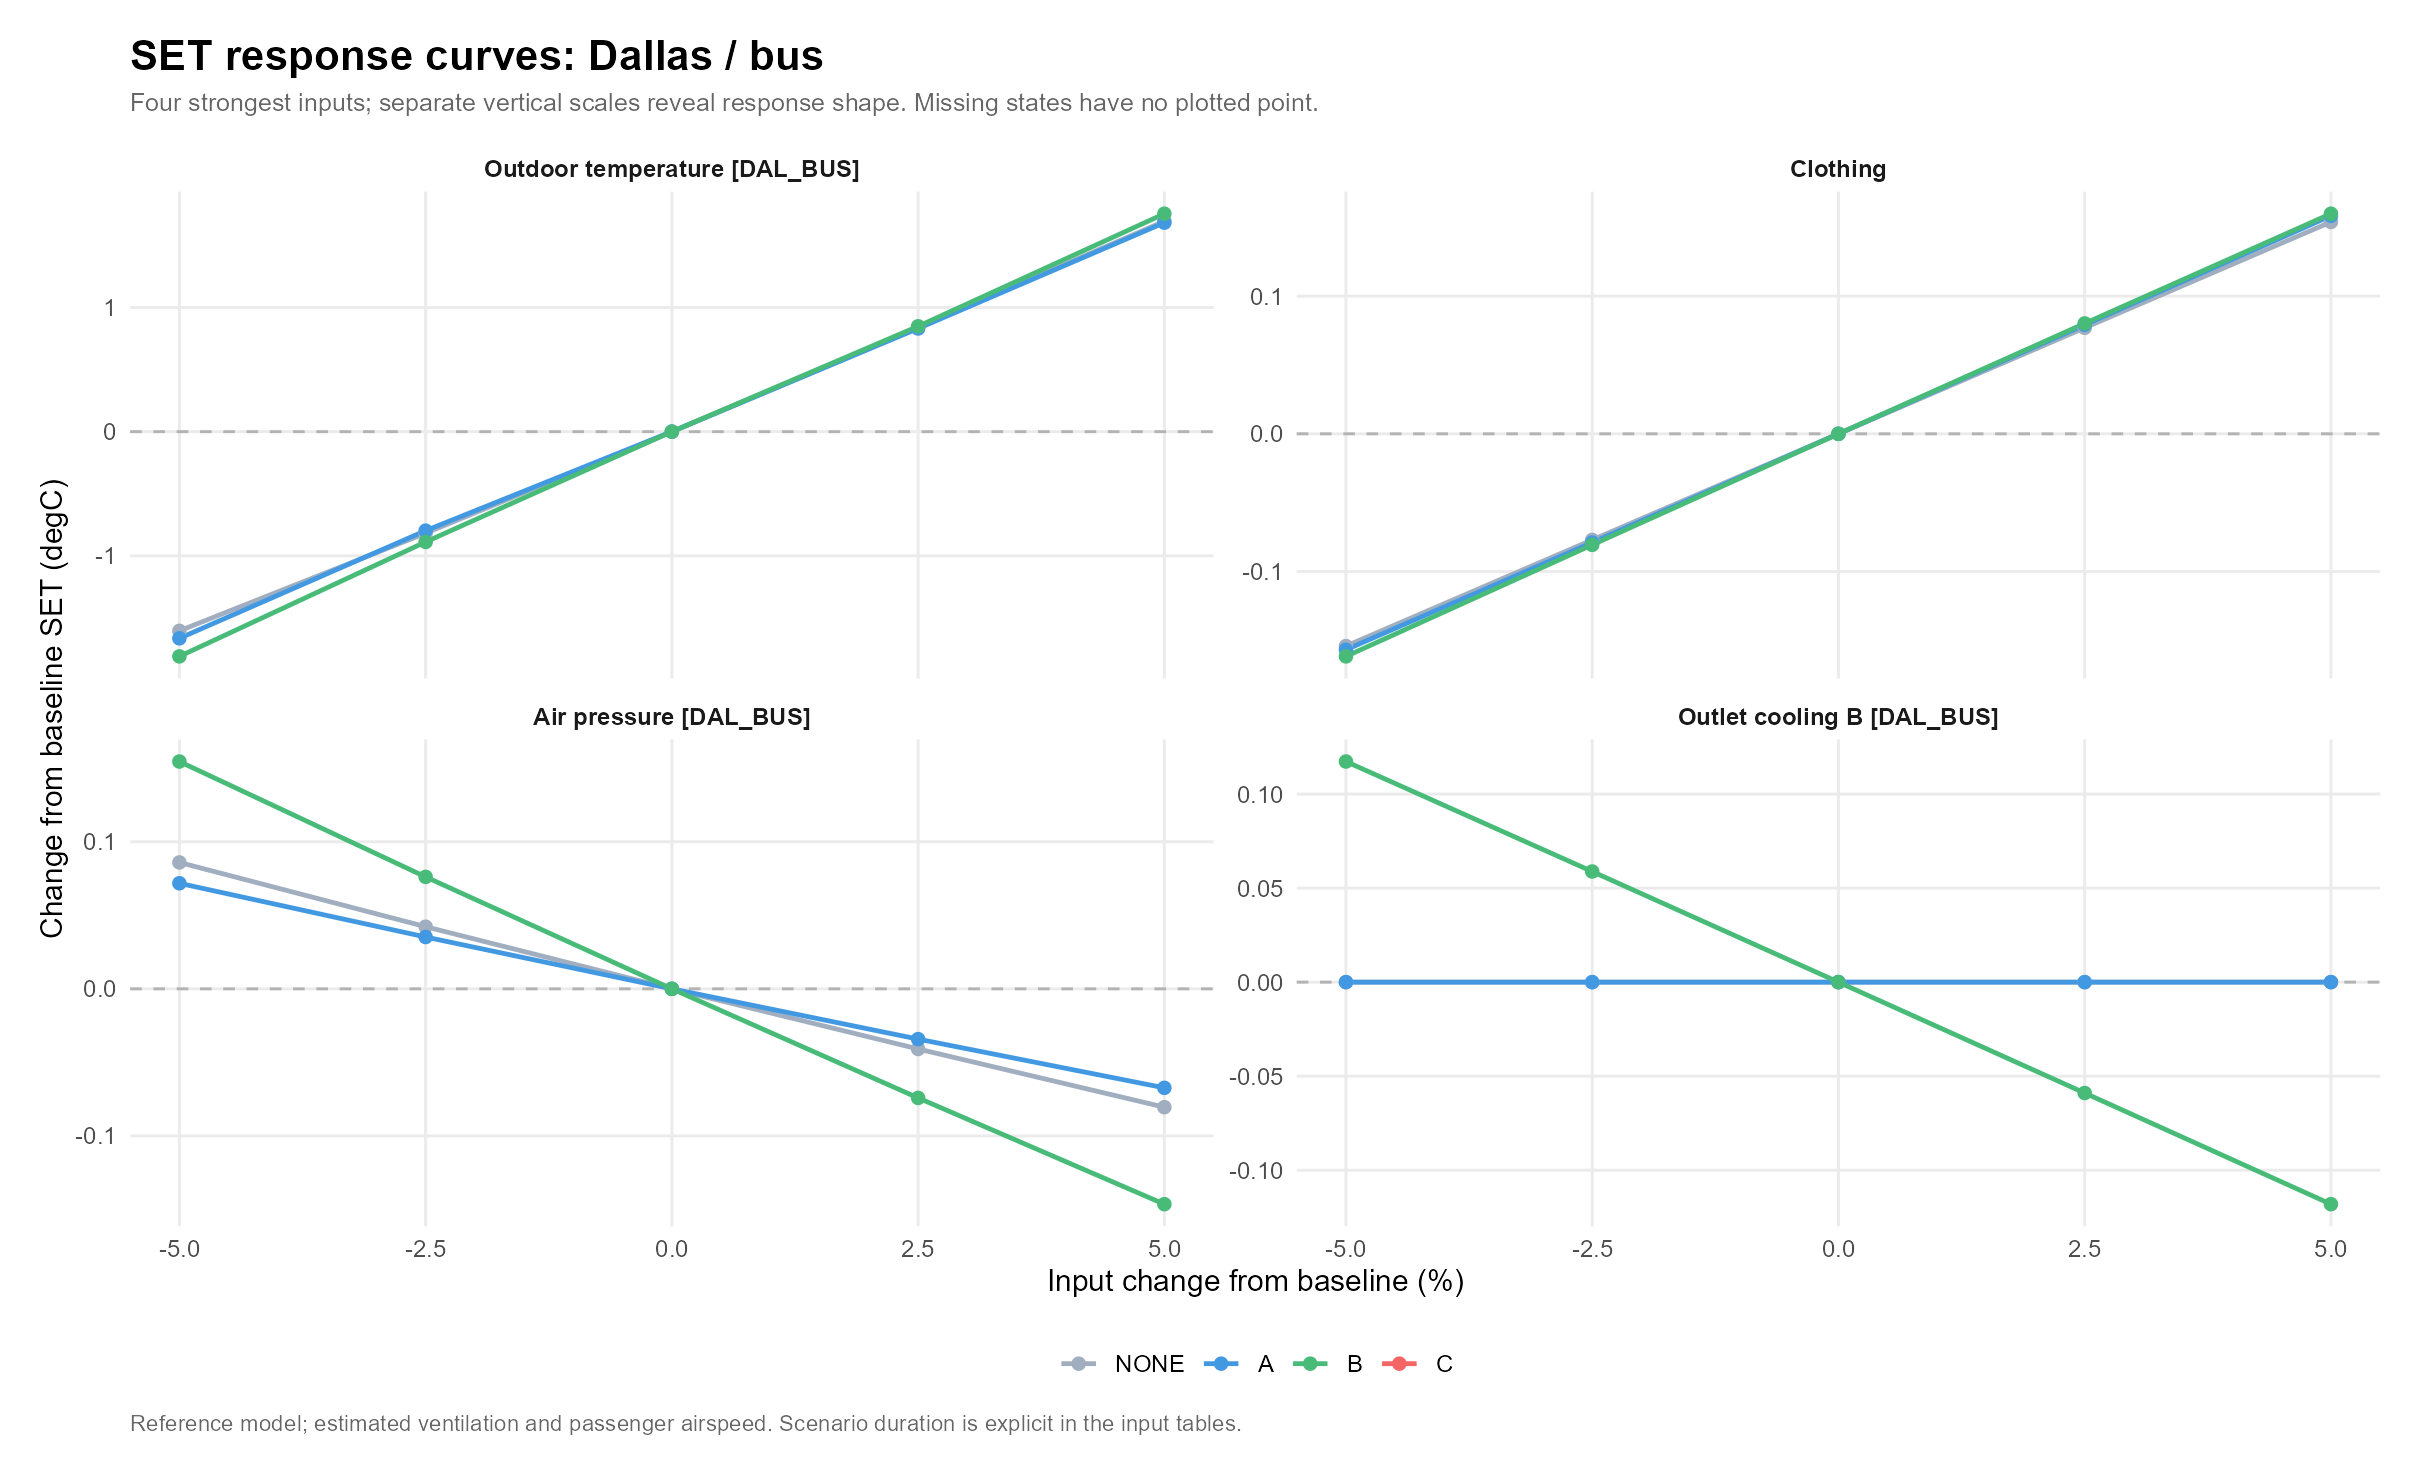 SET response curves: Dallas / bus
Four strongest inputs; separate vertical scales reveal response shape. Missing states have no plotted point.
Change from baseline SET (degC)
Outdoor temperature [DAL_BUS]
1
0
-1
Clothing
0.1
0.0
-0.1
Air pressure [DAL_BUS]
0.1
0.0
-0.1
-5.0 -2.5 0.0 2.5 5.0
Outlet cooling B [DAL_BUS]
0.10
0.05
0.00
-0.05
-0.10
-5.0 -2.5 0.0 2.5 5.0
Input change from baseline (%)
NONE A B C
Reference model; estimated ventilation and passenger airspeed. Scenario duration is explicit in the input tables.